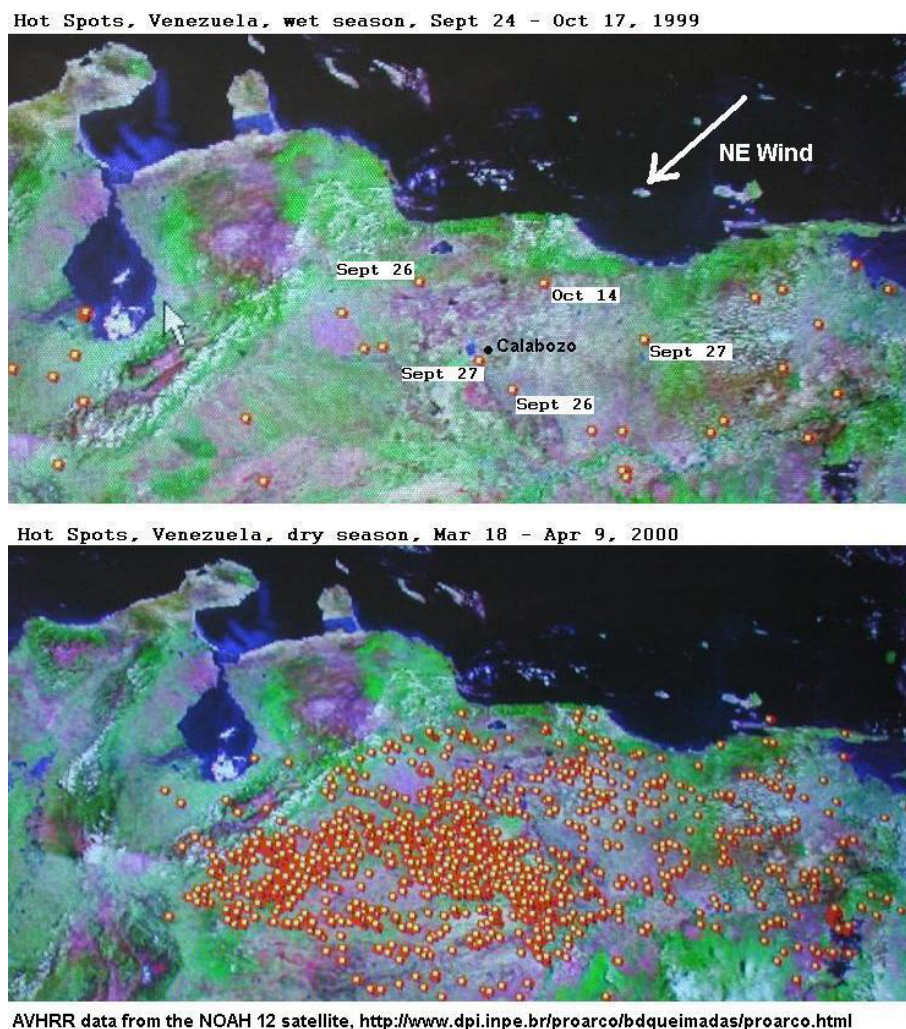 Hot Spots, Venezuela, wet season, Sept 24 - Oct 17, 1999
NE Wind
Sept 26
Oct 14
Calabozo
Sept 27
Sept 27
Sept 26
Hot Spots, Venezuela, dry season, Mar 18 - Apr 9, 2000
AVHRR data from the NOAH 12 satellite, http://www.dpi.inpe.br/proarco/bdqueimadas/proarco.html